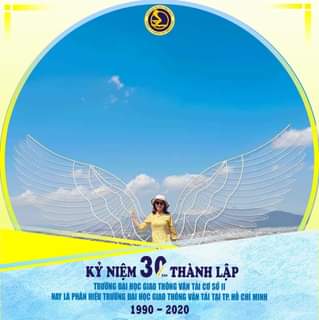 KỶ NIỆM 30 NĂM THÀNH LẬP
TRƯỜNG ĐẠI HỌC GIAO THÔNG VẬN TẢI CƠ SỞ II
NAY LÀ PHÂN HIỆU TRƯỜNG ĐẠI HỌC GIAO THÔNG VẬN TẢI TẠI TP. HỒ CHÍ MINH
1990 - 2020